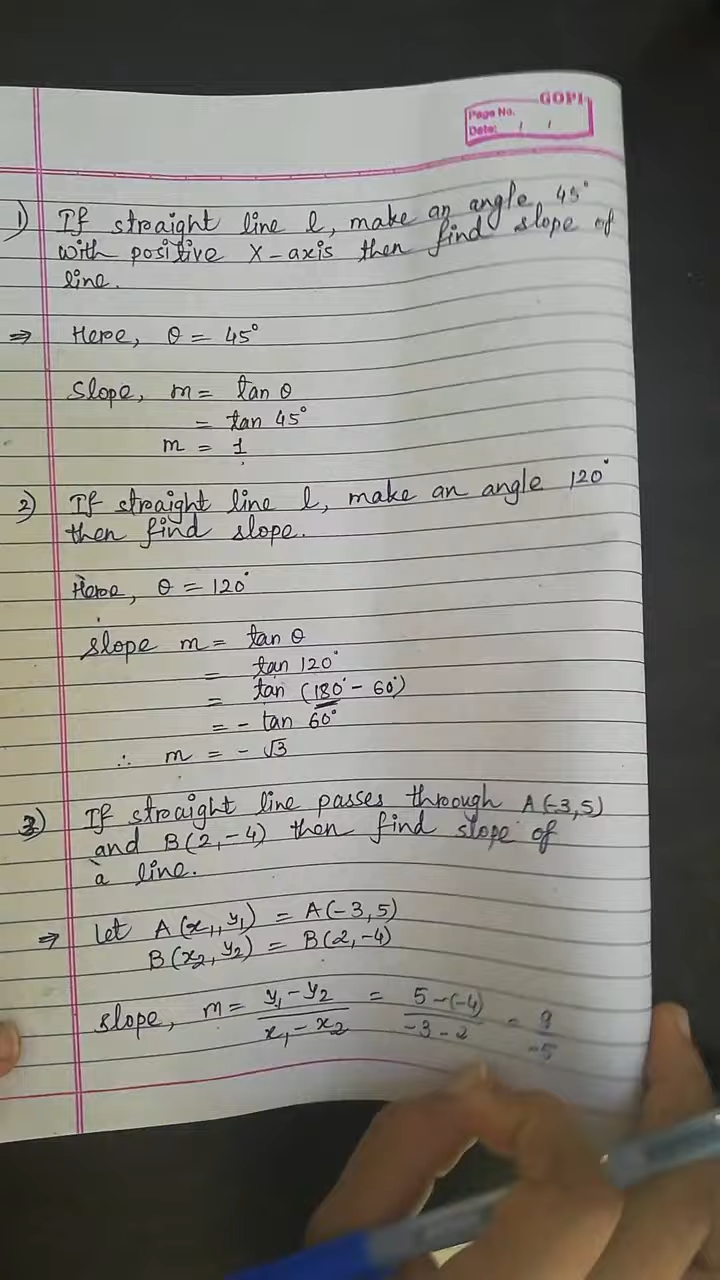 GOPI
Page No.
Date: / /
1) If straight line l, make an angle 45°
with positive X-axis then find slope of
line.
⇒ Here, θ = 45°
Slope, m = tan θ
= tan 45°
m = 1
2) If straight line l, make an angle 120°
then find slope.
Here, θ = 120°
slope m = tan θ
= tan 120°
= tan (180° - 60°)
= - tan 60°
∴ m = - √3
3) If straight line passes through A(-3,5)
and B(2,-4) then find slope of
a line.
⇒ Let A(x₁,y₁) = A(-3,5)
B(x₂,y₂) = B(2,-4)
slope, m = y₁-y₂/x₁-x₂ = 5-(-4)/-3-2 = 9/-5